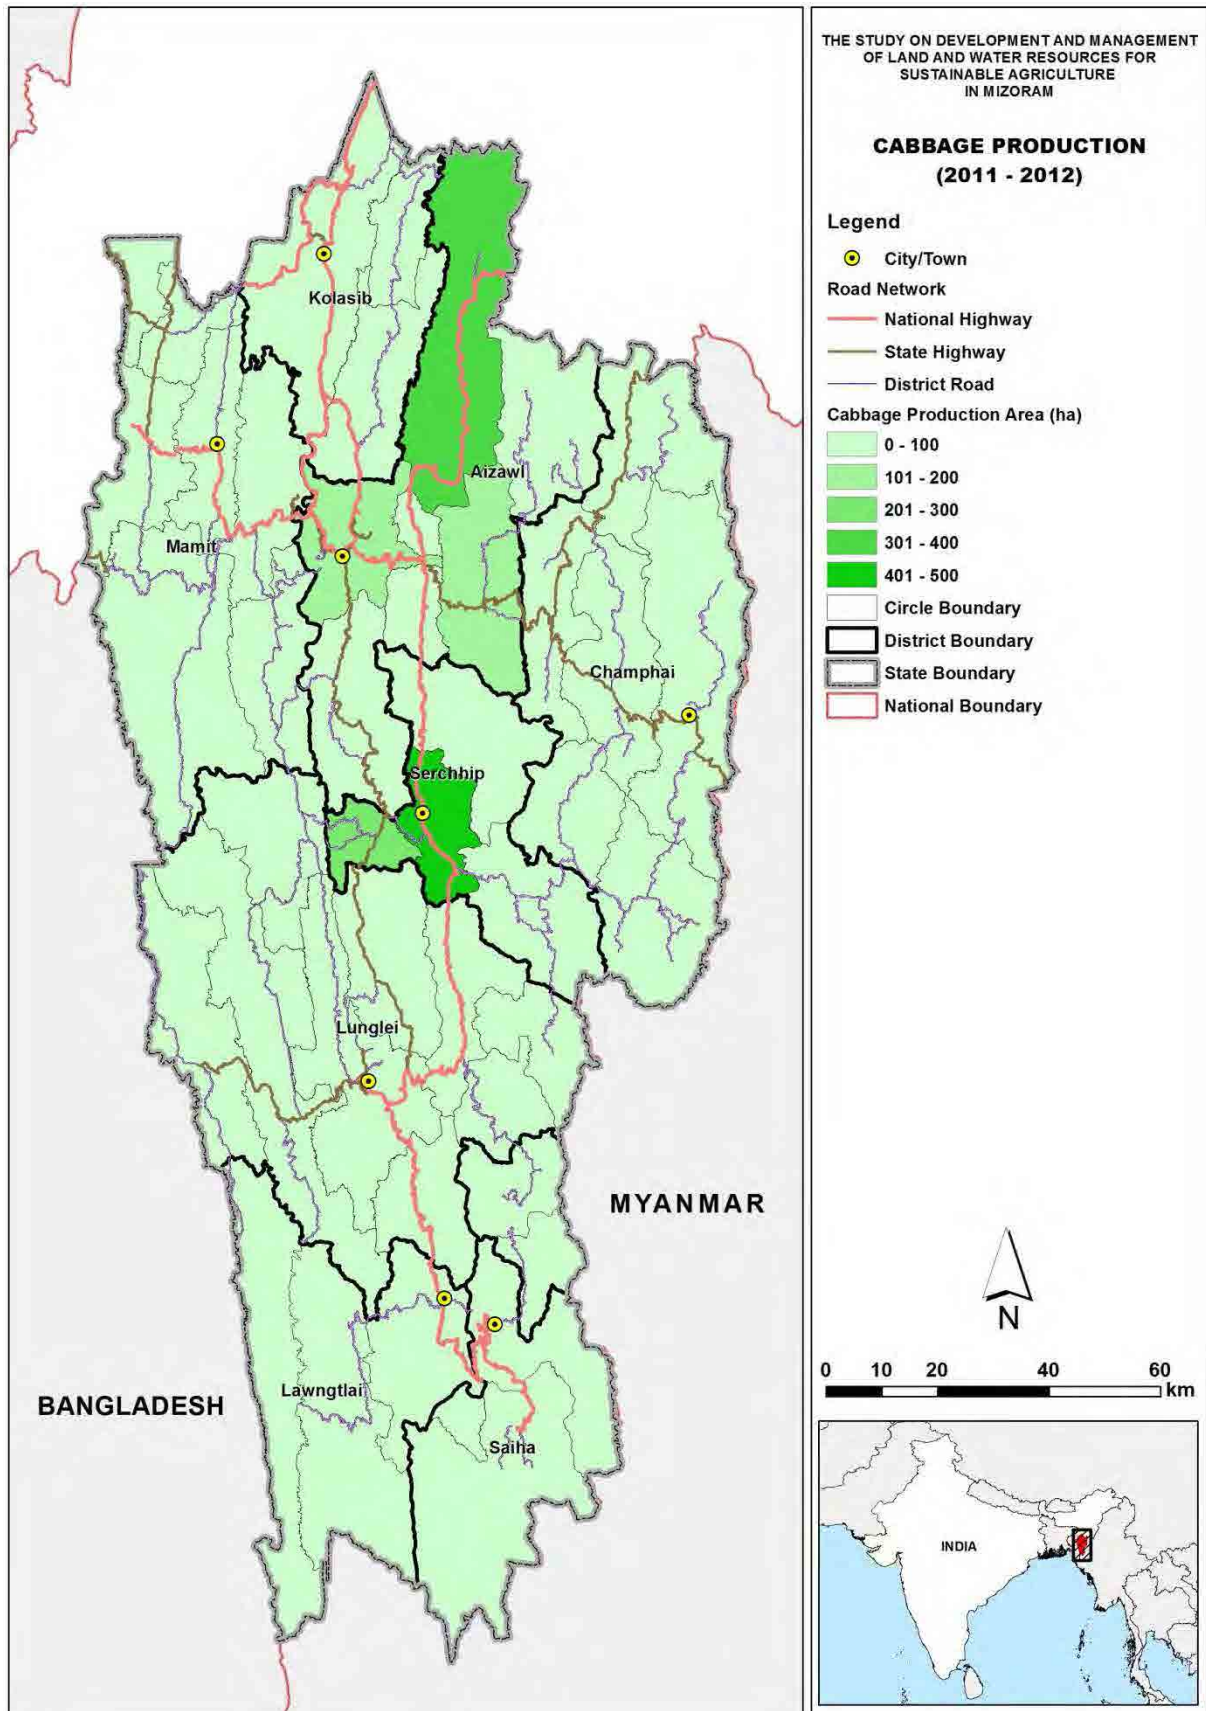 THE STUDY ON DEVELOPMENT AND MANAGEMENT
OF LAND AND WATER RESOURCES FOR
SUSTAINABLE AGRICULTURE
IN MIZORAM
CABBAGE PRODUCTION
(2011 - 2012)
Legend
City/Town
Road Network
National Highway
State Highway
District Road
Cabbage Production Area (ha)
0 - 100
101 - 200
201 - 300
301 - 400
401 - 500
Circle Boundary
District Boundary
State Boundary
National Boundary
Kolasib
Aizawl
Mamit
Champhai
Serchhip
Lunglei
MYANMAR
Lawngtlai
BANGLADESH
Saiha
N
0 10 20 40 60
km
INDIA